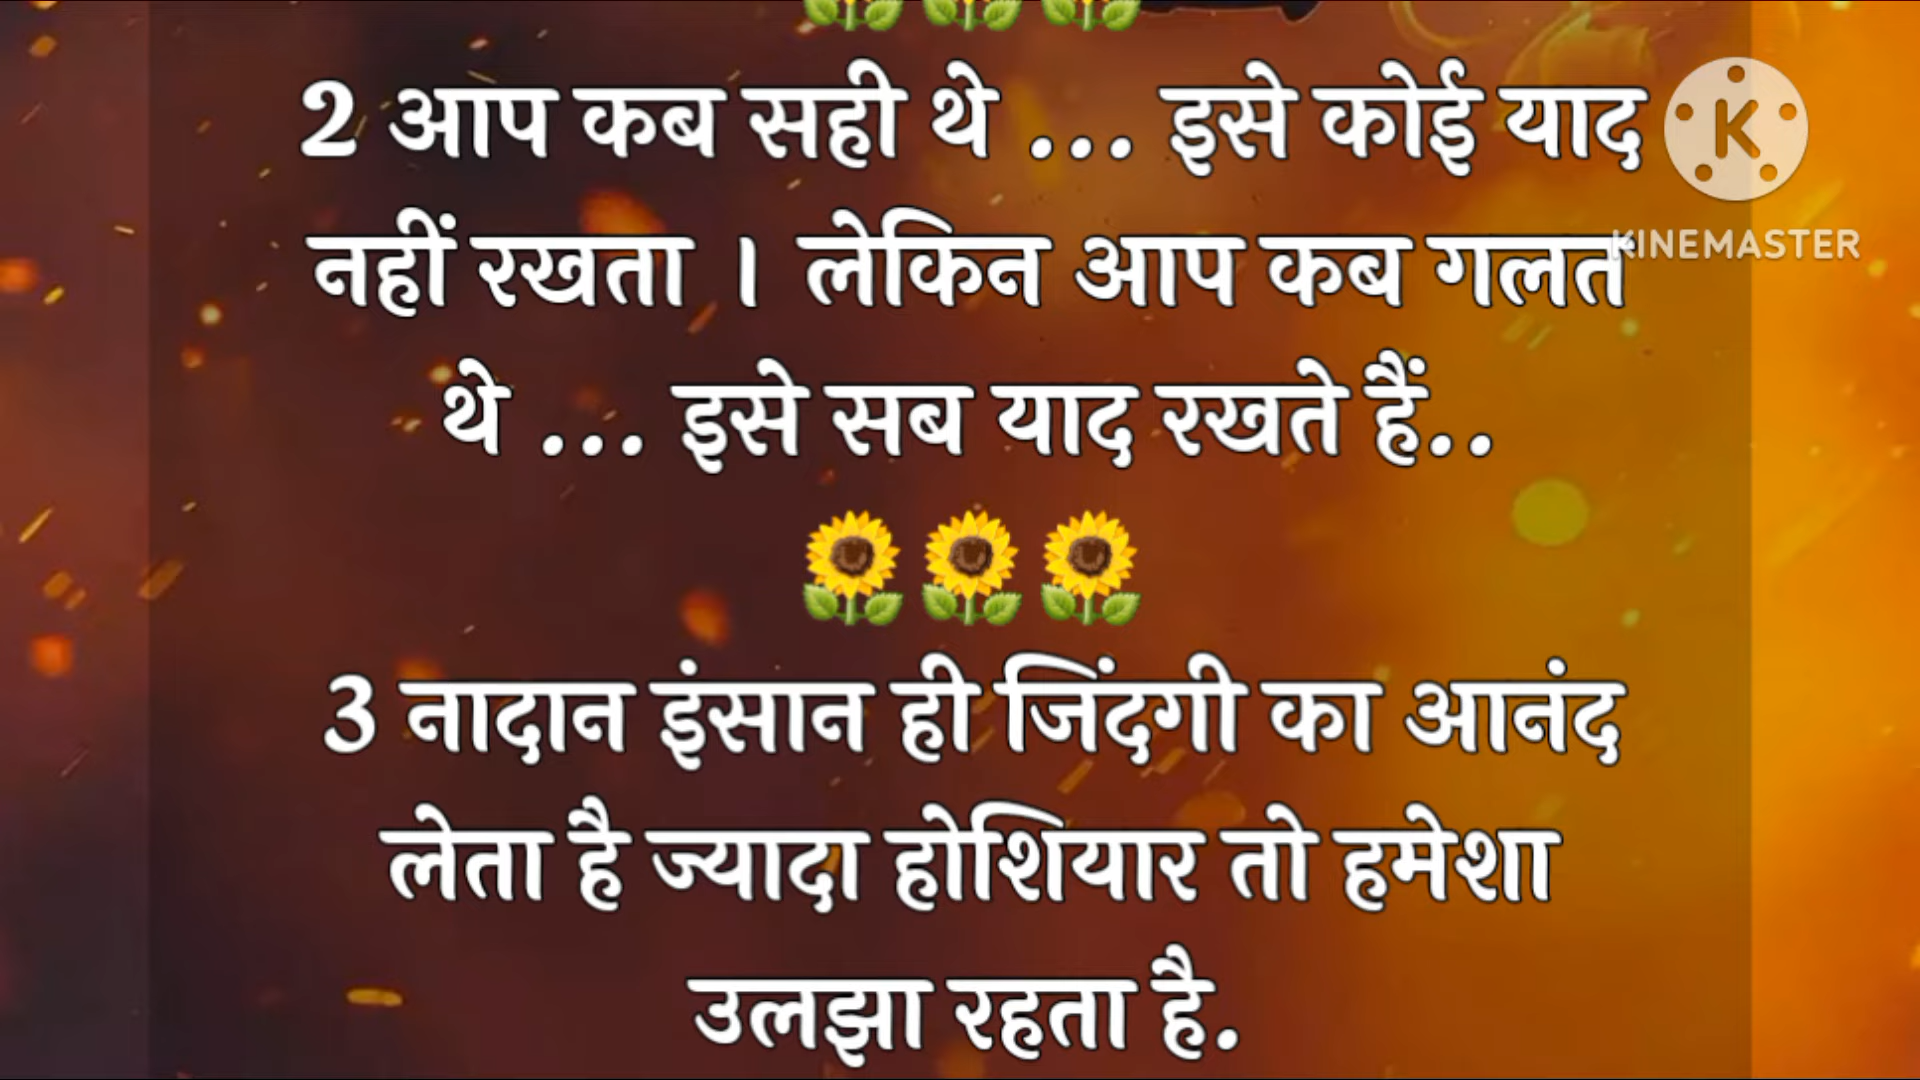 2 आप कब सही थे ... इसे कोई याद
नहीं रखता । लेकिन आप कब गलत
थे ... इसे सब याद रखते हैं..
3 नादान इंसान ही जिंदगी का आनंद
लेता है ज्यादा होशियार तो हमेशा
उलझा रहता है.
K
KINEMASTER